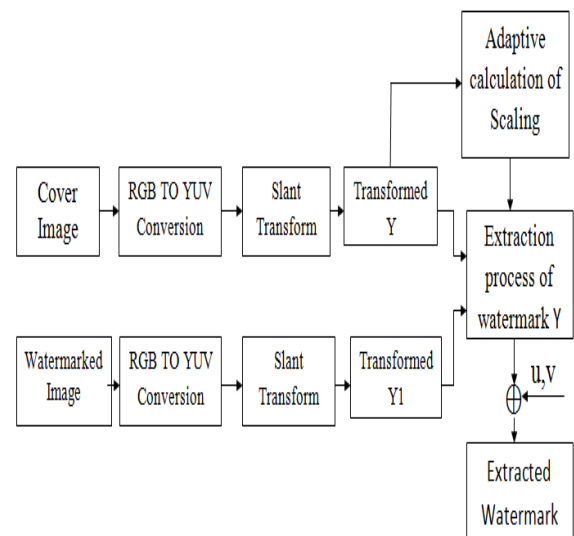 Adaptive
calculation of
Scaling
Cover
Image
RGB TO YUV
Conversion
Slant
Transform
Transformed
Y
Extraction
process of
watermark Y
Watermarked
Image
RGB TO YUV
Conversion
Slant
Transform
Transformed
Y1
u,v
Extracted
Watermark